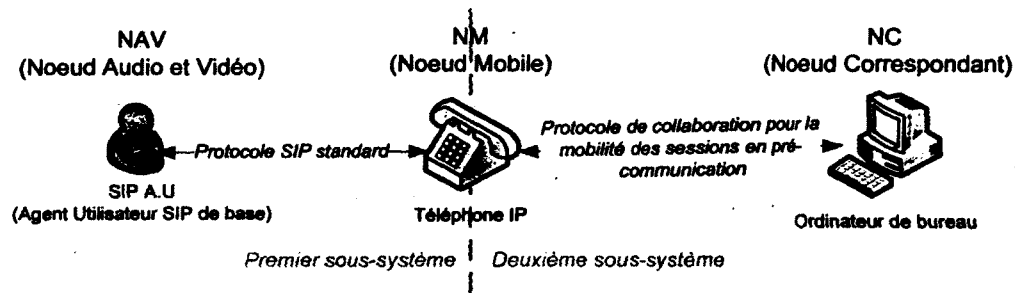 NAV
(Noeud Audio et Vidéo)
NM
(Noeud Mobile)
NC
(Noeud Correspondant)
Protocole SIP standard
Protocole de collaboration pour la
mobilité des sessions en pré-
communication
SIP A.U
(Agent Utilisateur SIP de base)
Téléphone IP
Ordinateur de bureau
Premier sous-système
Deuxième sous-système